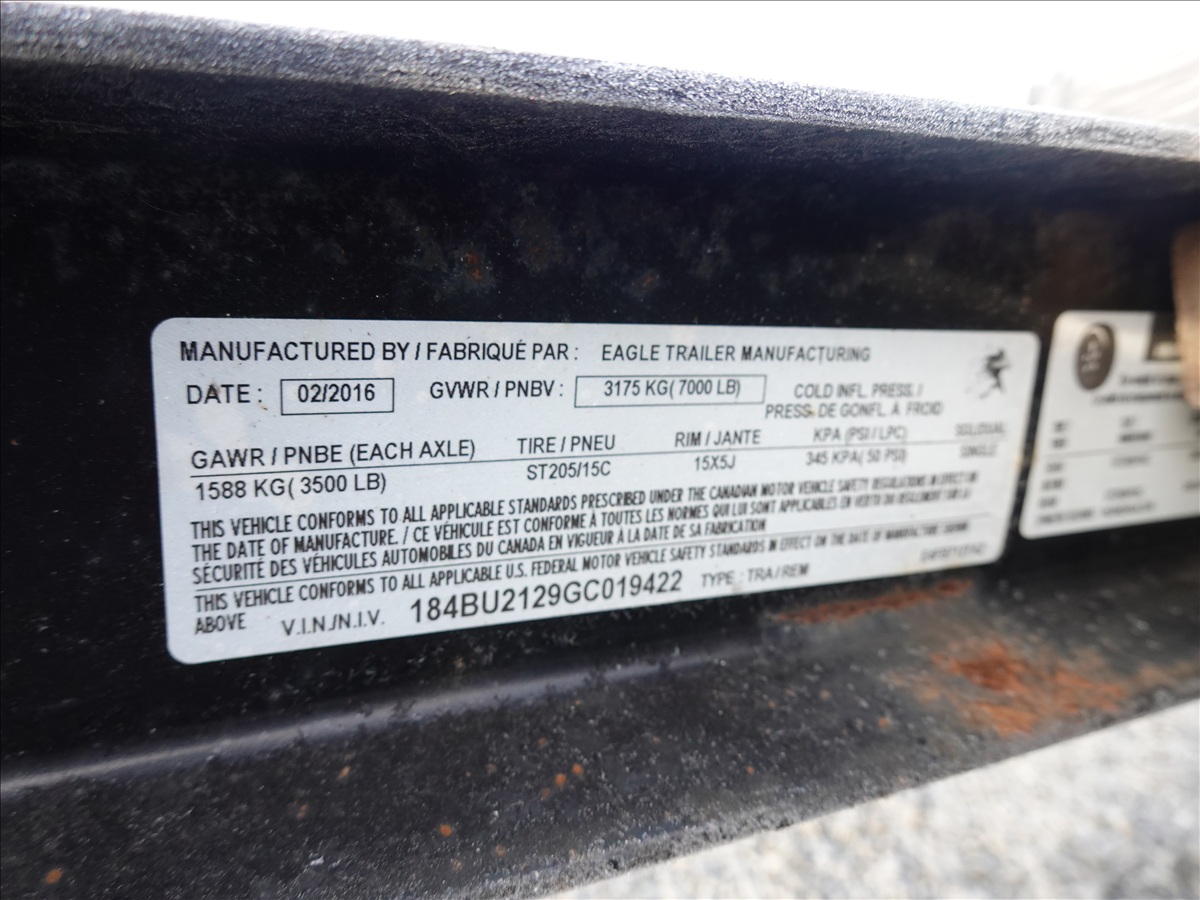 MANUFACTURED BY / FABRIQUÉ PAR : EAGLE TRAILER MANUFACTURING
DATE : 02/2016 GVWR / PNBV : 3175 KG( 7000 LB) COLD INFL. PRESS. /
PRESS. DE GONFL. À FROID
GAWR / PNBE (EACH AXLE) TIRE / PNEU RIM / JANTE KPA (PSI / LPC)
1588 KG( 3500 LB) ST205/15C 15X5J 345 KPA( 50 PSI) SINGLE
THIS VEHICLE CONFORMS TO ALL APPLICABLE STANDARDS PRESCRIBED UNDER THE CANADIAN MOTOR VEHICLE SAFETY REGULATIONS IN EFFECT ON
THE DATE OF MANUFACTURE. / CE VÉHICULE EST CONFORME À TOUTES LES NORMES QUI LUI SONT APPLICABLES EN VERTU DU RÈGLEMENT SUR LA
SÉCURITÉ DES VÉHICULES AUTOMOBILES DU CANADA EN VIGUEUR À LA DATE DE SA FABRICATION
THIS VEHICLE CONFORMS TO ALL APPLICABLE U.S. FEDERAL MOTOR VEHICLE SAFETY STANDARDS IN EFFECT ON THE DATE OF MANUFACTURE SHOWN
ABOVE V.I.N./N.I.V. 184BU2129GC019422 TYPE : TRA / REM